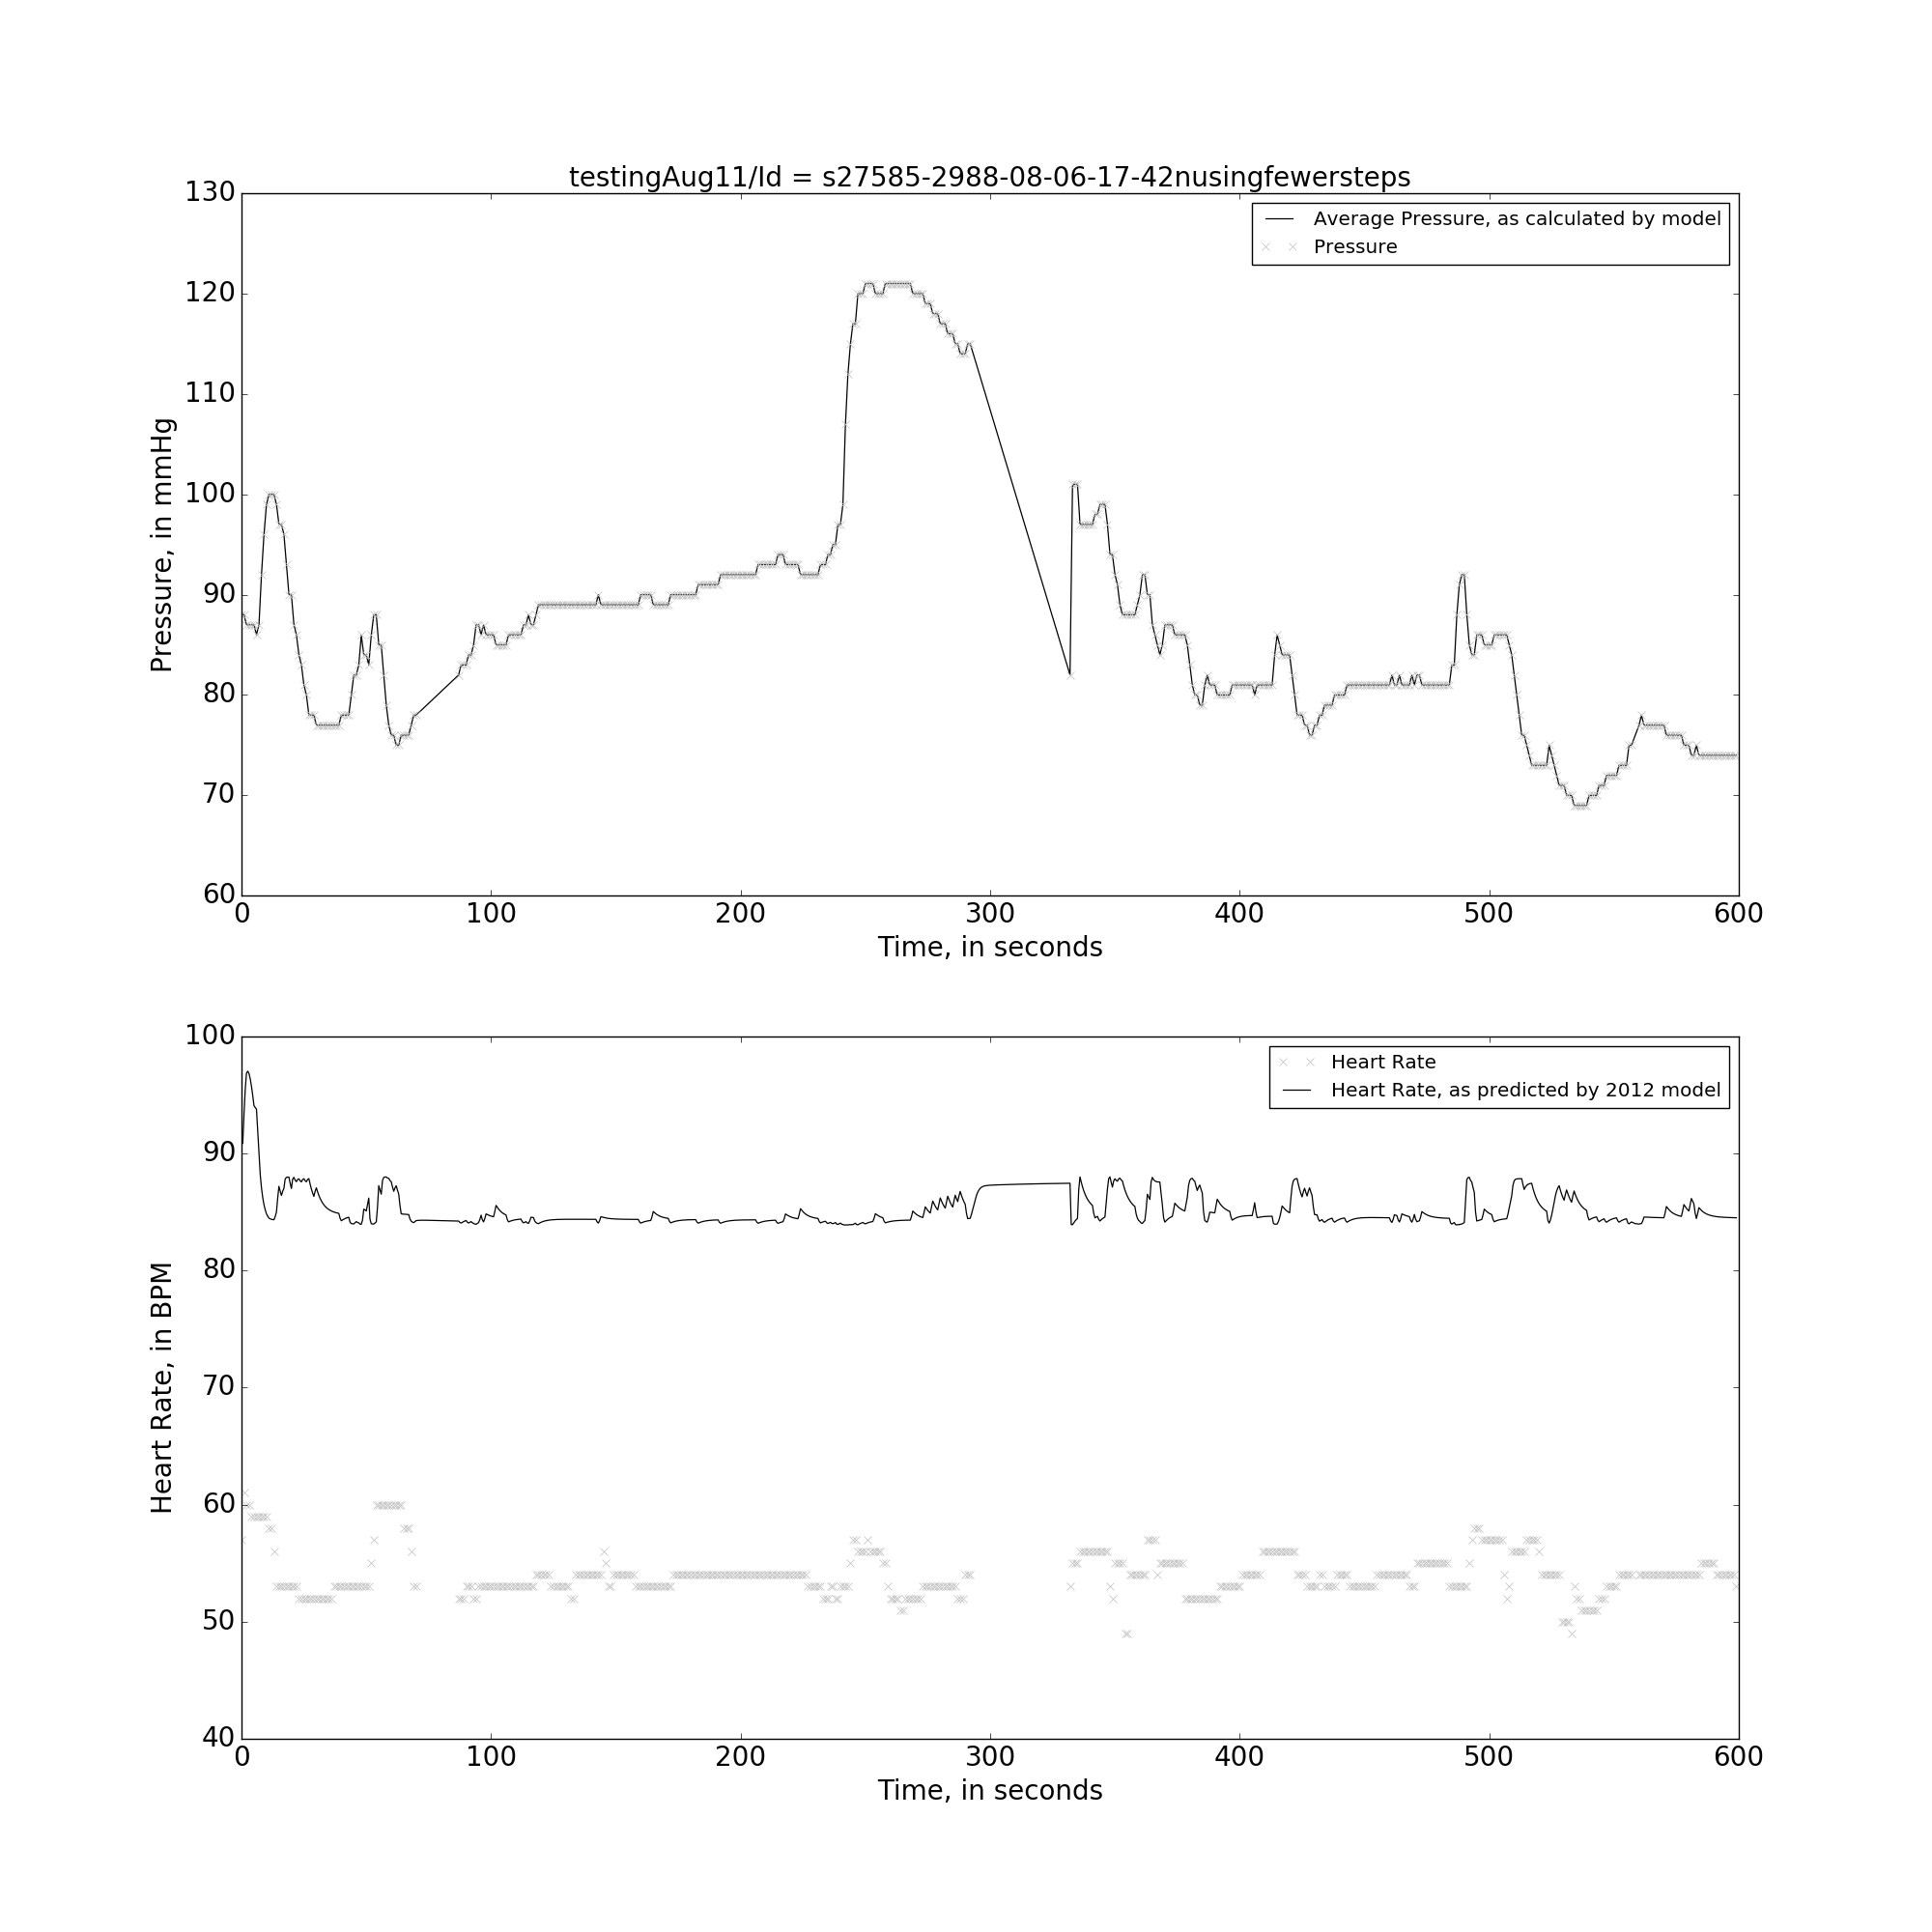 testingAug11/Id = s27585-2988-08-06-17-42nusingfewersteps
130
120
110
100
90
80
70
60
Pressure, in mmHg
Average Pressure, as calculated by model
Pressure
0 100 200 300 400 500 600
Time, in seconds
100
90
80
70
60
50
40
Heart Rate, in BPM
Heart Rate
Heart Rate, as predicted by 2012 model
0 100 200 300 400 500 600
Time, in seconds